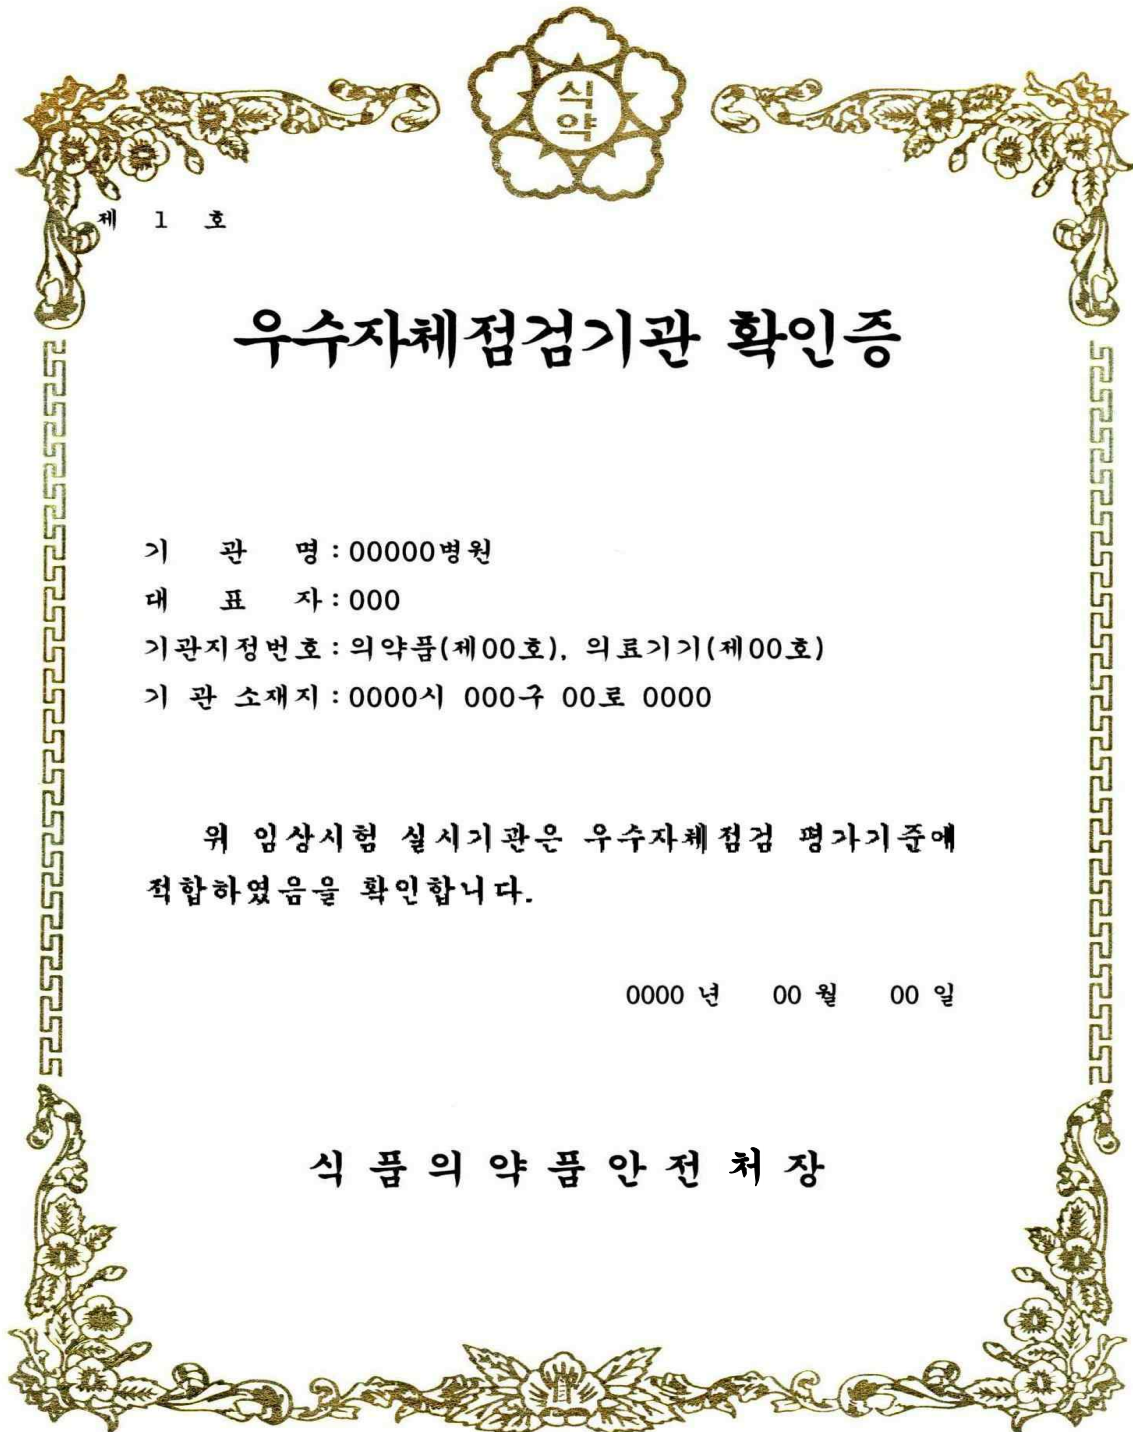 식
약
제 1 호
우수자체점검기관 확인증
기 관 명 : 00000병원
대 표 자 : 000
기관지정번호 : 의약품(제00호), 의료기기(제00호)
기 관 소재지 : 0000시 000구 00로 0000
위 임상시험 실시기관은 우수자체점검 평가기준에
적합하였음을 확인합니다.
0000 년 00 월 00 일
식품의약품안전처장